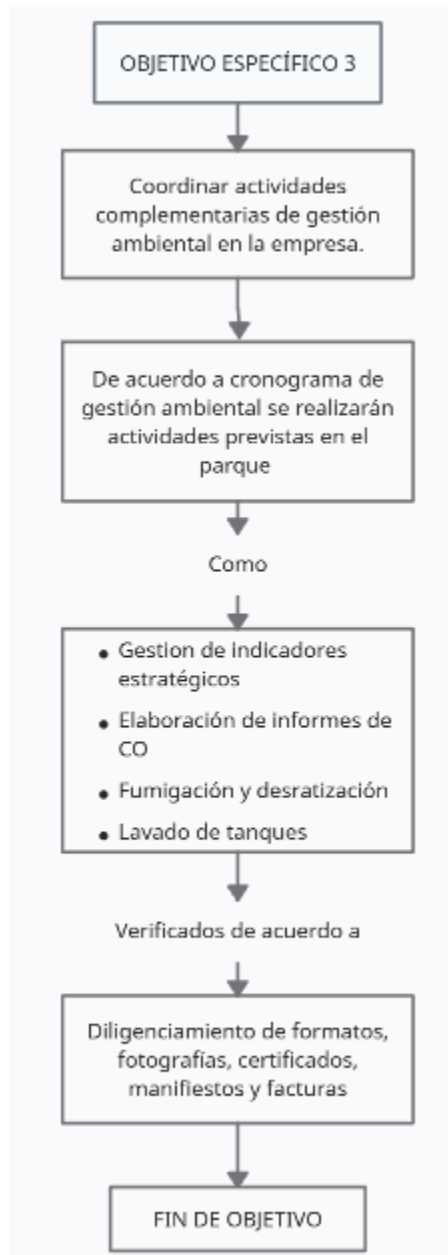 OBJETIVO ESPECÍFICO 3
Coordinar actividades
complementarias de gestión
ambiental en la empresa.
De acuerdo a cronograma de
gestión ambiental se realizarán
actividades previstas en el
parque
Como
• Gestion de indicadores
estratégicos
• Elaboración de informes de
CO
• Fumigación y desratización
• Lavado de tanques
Verificados de acuerdo a
Diligenciamiento de formatos,
fotografías, certificados,
manifiestos y facturas
FIN DE OBJETIVO